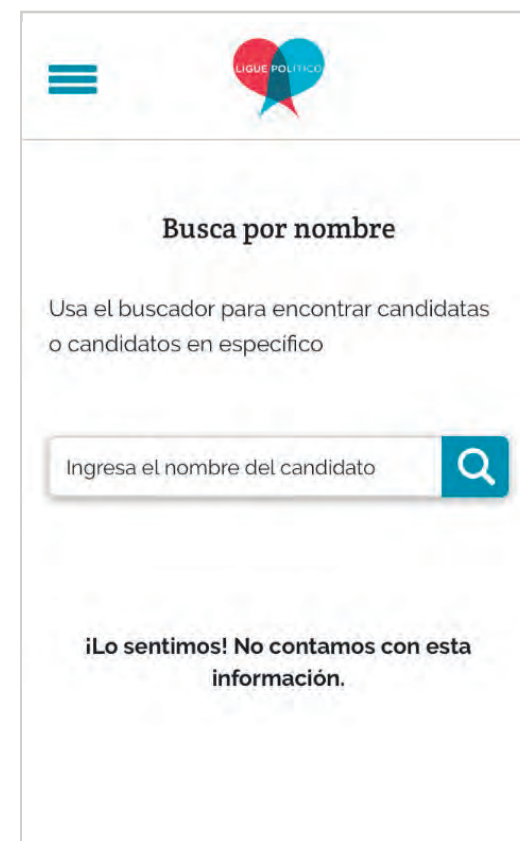 LIGUE POLÍTICO
Busca por nombre
Usa el buscador para encontrar candidatas
o candidatos en específico
Ingresa el nombre del candidato
¡Lo sentimos! No contamos con esta
información.